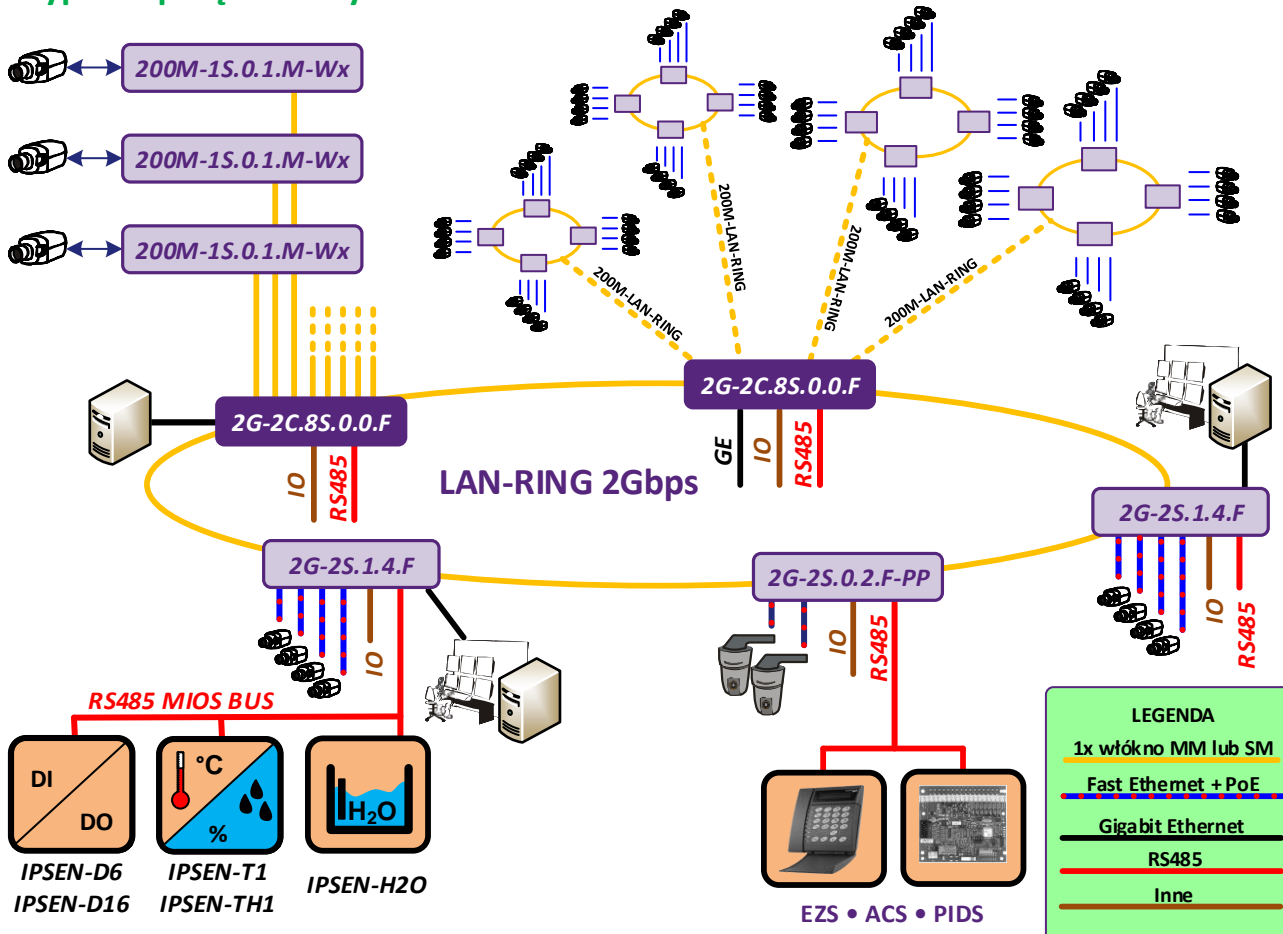 200M-1S.0.1.M-Wx
200M-1S.0.1.M-Wx
200M-1S.0.1.M-Wx
200M-LAN-RING
200M-LAN-RING
200M-LAN-RING
200M-LAN-RING
2G-2C.8S.0.0.F
2G-2C.8S.0.0.F
IO
RS485
GE
IO
RS485
LAN-RING 2Gbps
2G-2S.1.4.F
2G-2S.1.4.F
2G-2S.0.2.F-PP
IO
IO
RS485
IO
RS485
RS485 MIOS BUS
DI
DO
°C
%
H2O
IPSEN-D6
IPSEN-D16
IPSEN-T1
IPSEN-TH1
IPSEN-H2O
EZS • ACS • PIDS
LEGENDA
1x włókno MM lub SM
Fast Ethernet + PoE
Gigabit Ethernet
RS485
Inne